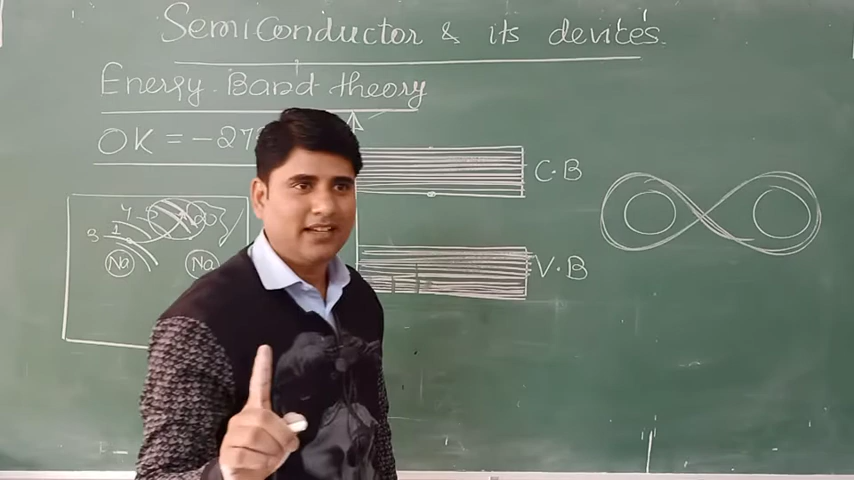 Semiconductor & its devices.
Energy Band theory
OK = -27
C.B
V.B
Na Na